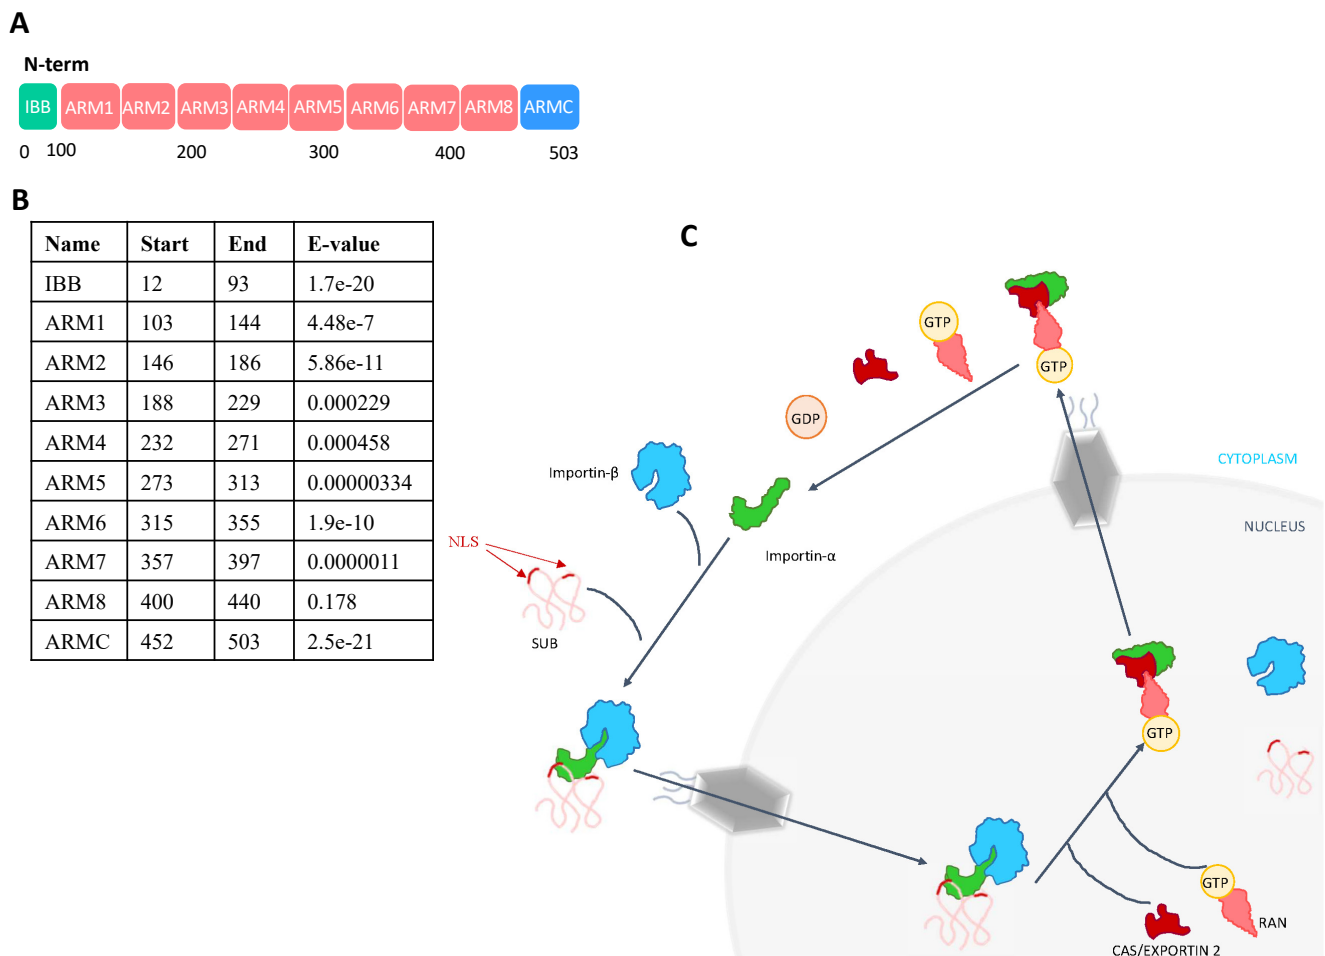 A
N-term
IBB ARM1 ARM2 ARM3 ARM4 ARM5 ARM6 ARM7 ARM8 ARMC
0 100 200 300 400 503
B
Name Start End E-value
IBB 12 93 1.7e-20
ARM1 103 144 4.48e-7
ARM2 146 186 5.86e-11
ARM3 188 229 0.000229
ARM4 232 271 0.000458
ARM5 273 313 0.00000334
ARM6 315 355 1.9e-10
ARM7 357 397 0.0000011
ARM8 400 440 0.178
ARMC 452 503 2.5e-21
C
GTP
GTP
GDP
Importin-β
CYTOPLASM
NUCLEUS
NLS
Importin-α
SUB
GTP
GTP
RAN
CAS/EXPORTIN 2